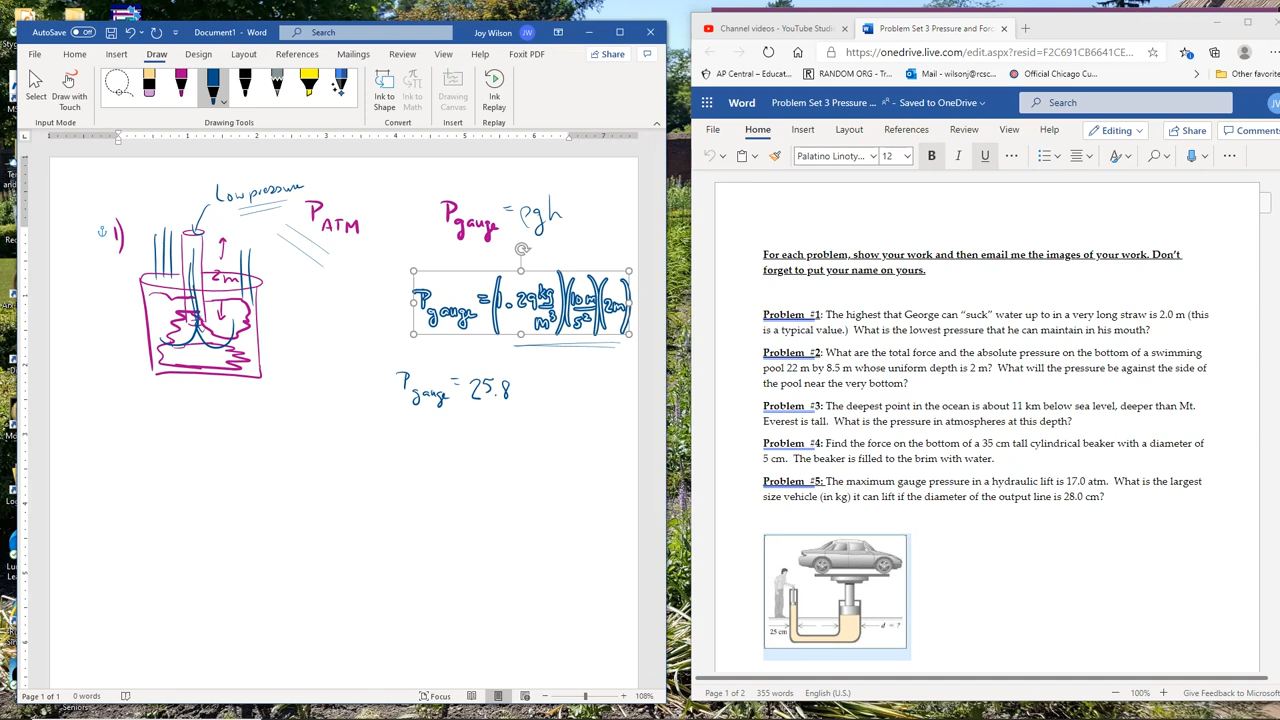 AutoSave Off
Document1 - Word
Search
Joy Wilson
File Home Insert Draw Design Layout References Mailings Review View Foxit PDF
Share
Select Draw with Touch
Ink to Shape Ink to Math Drawing Canvas Ink Replay
Input Mode Drawing Tools Convert Insert Replay
1)
Low pressure
P ATM
2m
P gauge = ρgh
P gauge = (1.29 kg/m³)(10 m/s²)(2m)
P gauge = 25.8
Page 1 of 1 0 words
Focus
108%
Channel videos - YouTube Studi
Problem Set 3 Pressure and Forc
https://onedrive.live.com/edit.aspx?resid=F2C691CB6641CE...
AP Central – Educat...
RANDOM ORG - Tr...
Mail - wilsonj@rcsc...
Official Chicago Cu...
Other favorites
Word Problem Set 3 Pressure ... - Saved to OneDrive
Search
File Home Insert Layout References Review View Help Editing Share Comments
Palatino Linoty... 12 B I U
For each problem, show your work and then email me the images of your work. Don't
forget to put your name on yours.
Problem #1: The highest that George can “suck” water up to in a very long straw is 2.0 m (this
is a typical value.) What is the lowest pressure that he can maintain in his mouth?
Problem #2: What are the total force and the absolute pressure on the bottom of a swimming
pool 22 m by 8.5 m whose uniform depth is 2 m? What will the pressure be against the side of
the pool near the very bottom?
Problem #3: The deepest point in the ocean is about 11 km below sea level, deeper than Mt.
Everest is tall. What is the pressure in atmospheres at this depth?
Problem #4: Find the force on the bottom of a 35 cm tall cylindrical beaker with a diameter of
5 cm. The beaker is filled to the brim with water.
Problem #5: The maximum gauge pressure in a hydraulic lift is 17.0 atm. What is the largest
size vehicle (in kg) it can lift if the diameter of the output line is 28.0 cm?
25 cm
d = ?
Page 1 of 2 355 words English (U.S.)
100% Give Feedback to Microsoft
Seniors